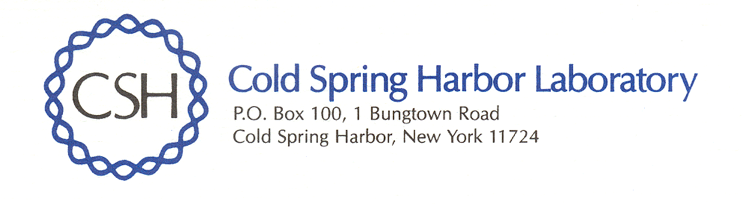 CSH
Cold Spring Harbor Laboratory
P.O. Box 100, 1 Bungtown Road
Cold Spring Harbor, New York 11724